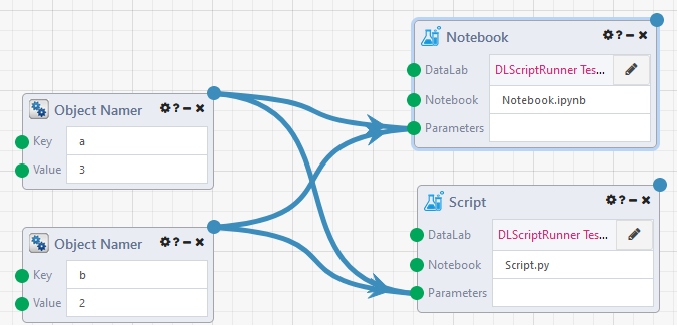 Notebook
DataLab DLScriptRunner Tes...
Notebook Notebook.ipynb
Parameters
Object Namer
Key a
Value 3
Script
DataLab DLScriptRunner Tes...
Notebook Script.py
Parameters
Object Namer
Key b
Value 2